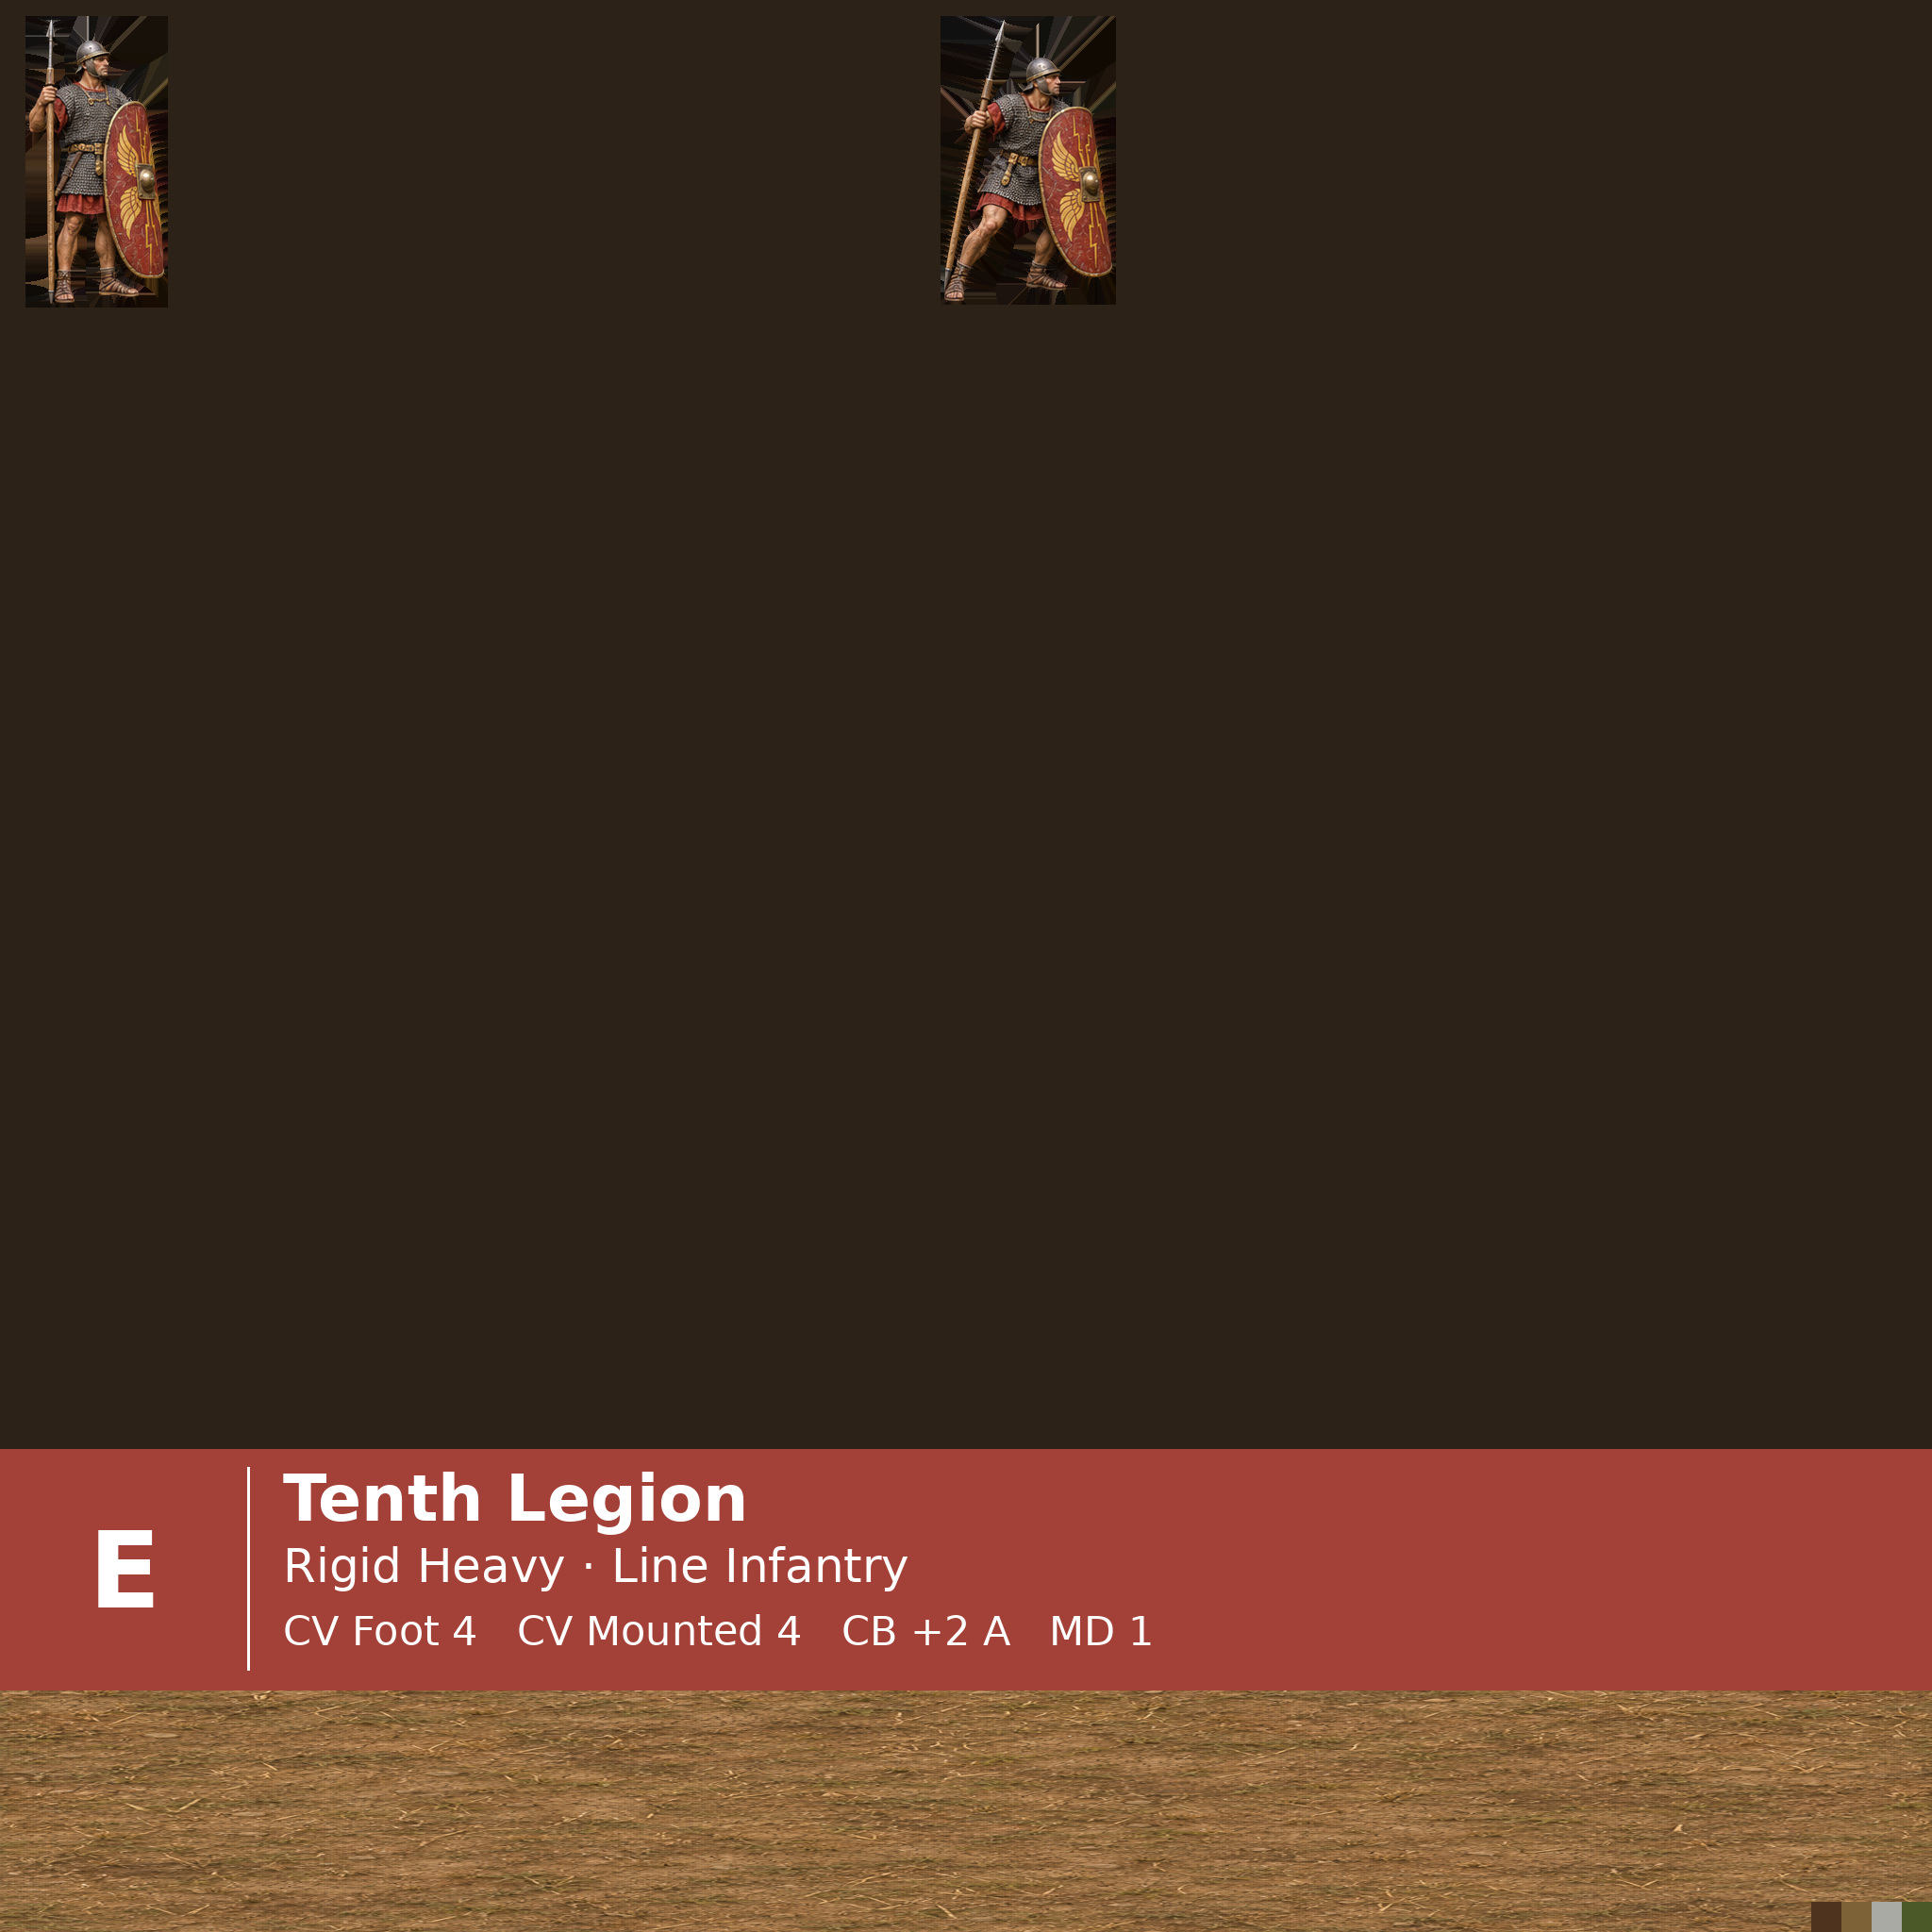 E
Tenth Legion
Rigid Heavy · Line Infantry
CV Foot 4 CV Mounted 4 CB +2 A MD 1